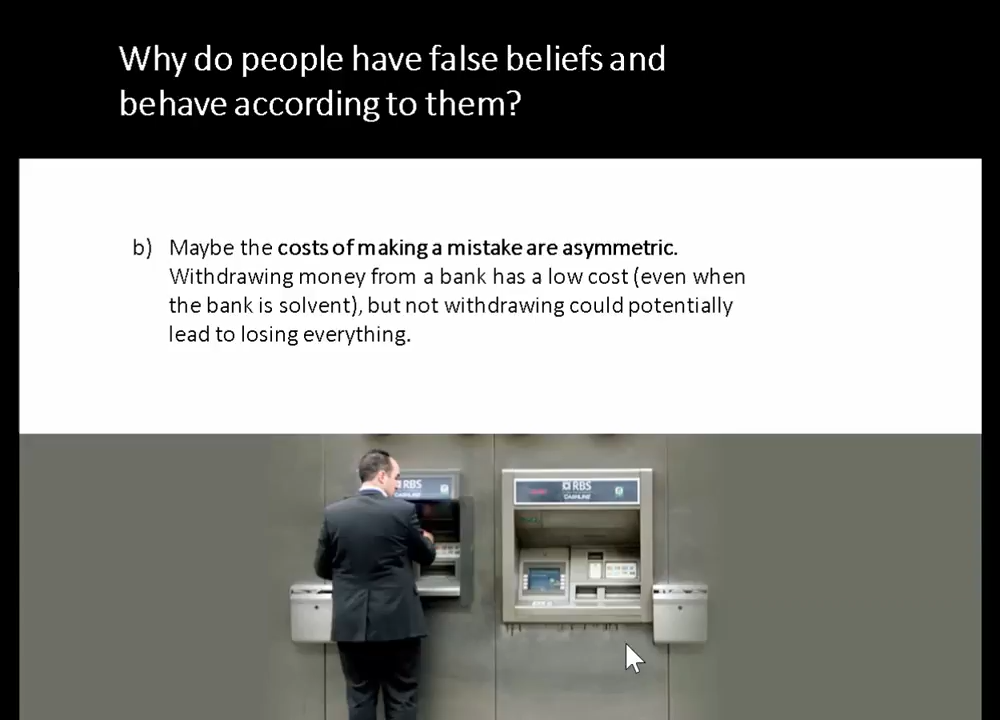 Why do people have false beliefs and
behave according to them?
b) Maybe the costs of making a mistake are asymmetric.
Withdrawing money from a bank has a low cost (even when
the bank is solvent), but not withdrawing could potentially
lead to losing everything.
RBS
CASHLINE
RBS
CASHLINE